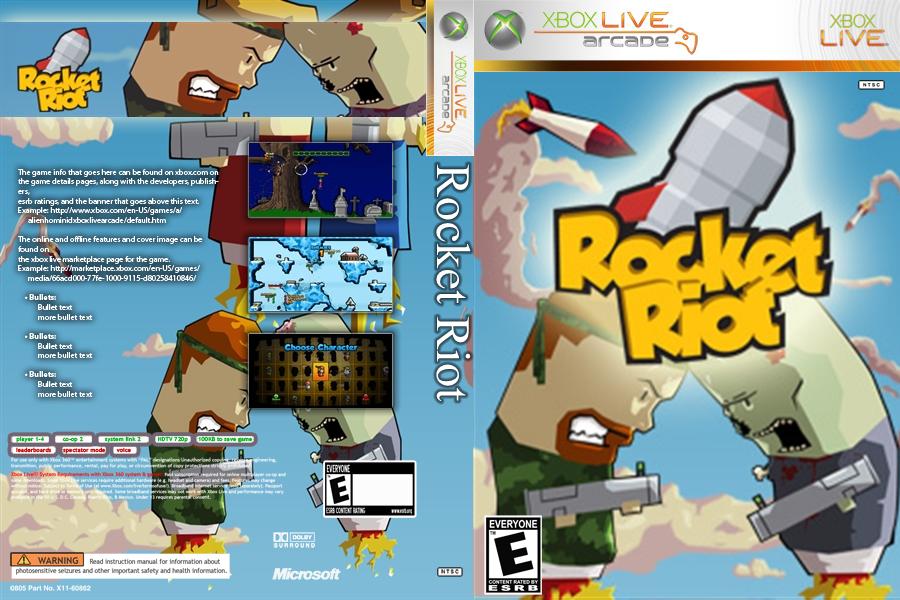 Rocket
Riot
The game info that goes here can be found on xbox.com on
the game details pages, along with the developers, publish-
ers,
esrb ratings, and the banner that goes above this text.
Example: http://www.xbox.com/en-US/games/a/
alienhominidxboxlivearcade/default.htm
The online and offline features and cover image can be
found on
the xbox live marketplace page for the game.
Example: http://marketplace.xbox.com/en-US/games/
media/66acd000-77fe-1000-9115-d80258410846/
• Bullets:
Bullet text
more bullet text
• Bullets:
Bullet text
more bullet text
• Bullets:
Bullet text
more bullet text
Choose Character
player 1-4 co-op 2 system link 2 HDTV 720p 100KB to save game
leaderboards spectator mode voice
EVERYONE
E
ESRB CONTENT RATING www.esrb.org
DOLBY
SURROUND
WARNING Read instruction manual for information about
photosensitive seizures and other important safety and health information.
Microsoft
NTSC
0805 Part No. X11-60862
XBOX LIVE
arcade
Rocket Riot
XBOX LIVE
arcade
XBOX
LIVE
NTSC
Rocket
Riot
EVERYONE
E
CONTENT RATED BY
ESRB